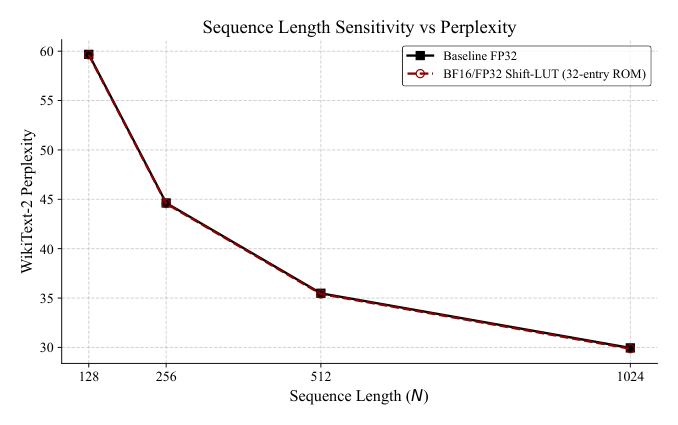 Sequence Length Sensitivity vs Perplexity
Baseline FP32
BF16/FP32 Shift-LUT (32-entry ROM)
WikiText-2 Perplexity
60
55
50
45
40
35
30
128
256
512
1024
Sequence Length (N)